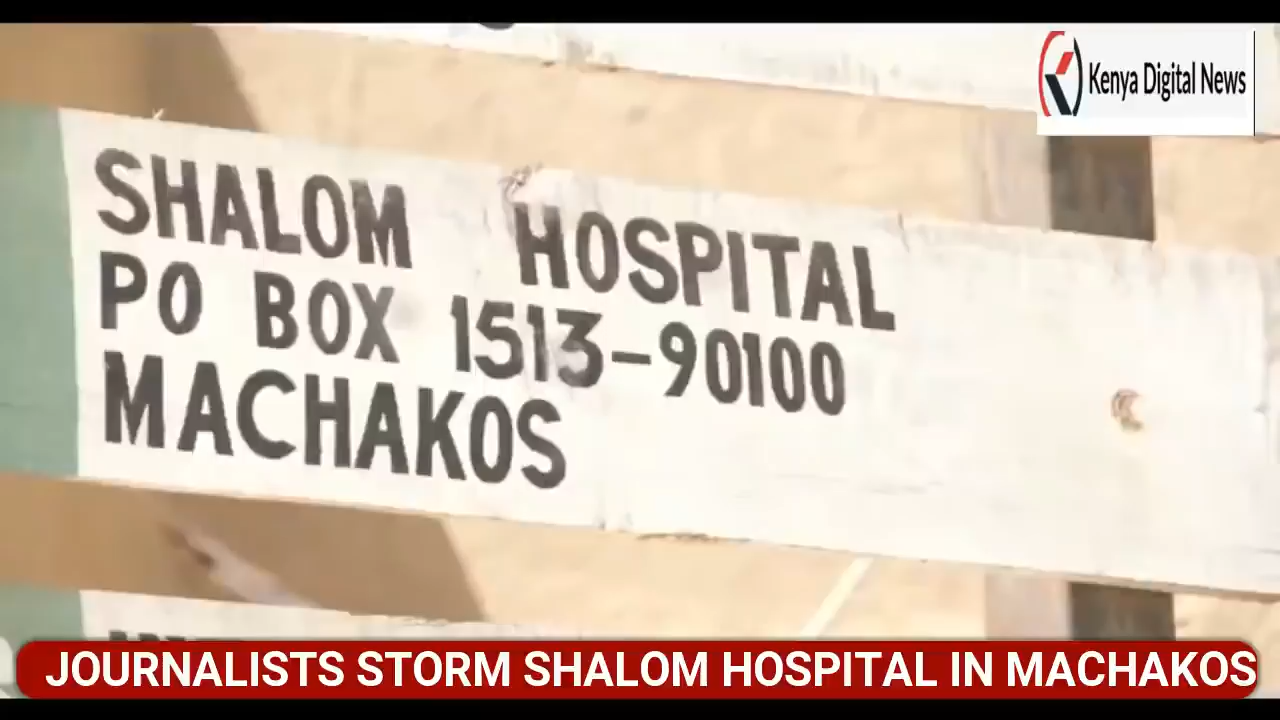 Kenya Digital News
SHALOM HOSPITAL
PO BOX 1513-90100
MACHAKOS
JOURNALISTS STORM SHALOM HOSPITAL IN MACHAKOS